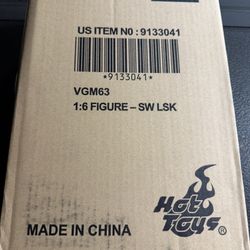 US ITEM NO : 9133041
*9133041*
VGM63
1:6 FIGURE – SW LSK
Hot
Toys®
MADE IN CHINA